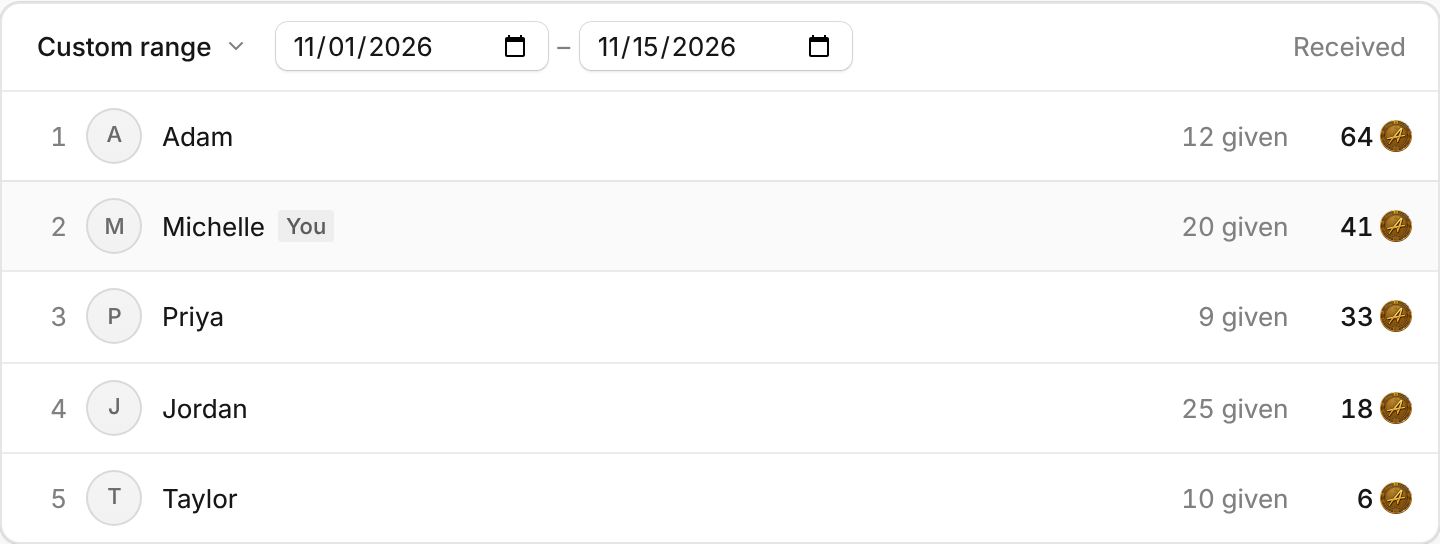 Custom range 11/01/2026 – 11/15/2026 Received
1 A Adam 12 given 64
2 M Michelle You 20 given 41
3 P Priya 9 given 33
4 J Jordan 25 given 18
5 T Taylor 10 given 6